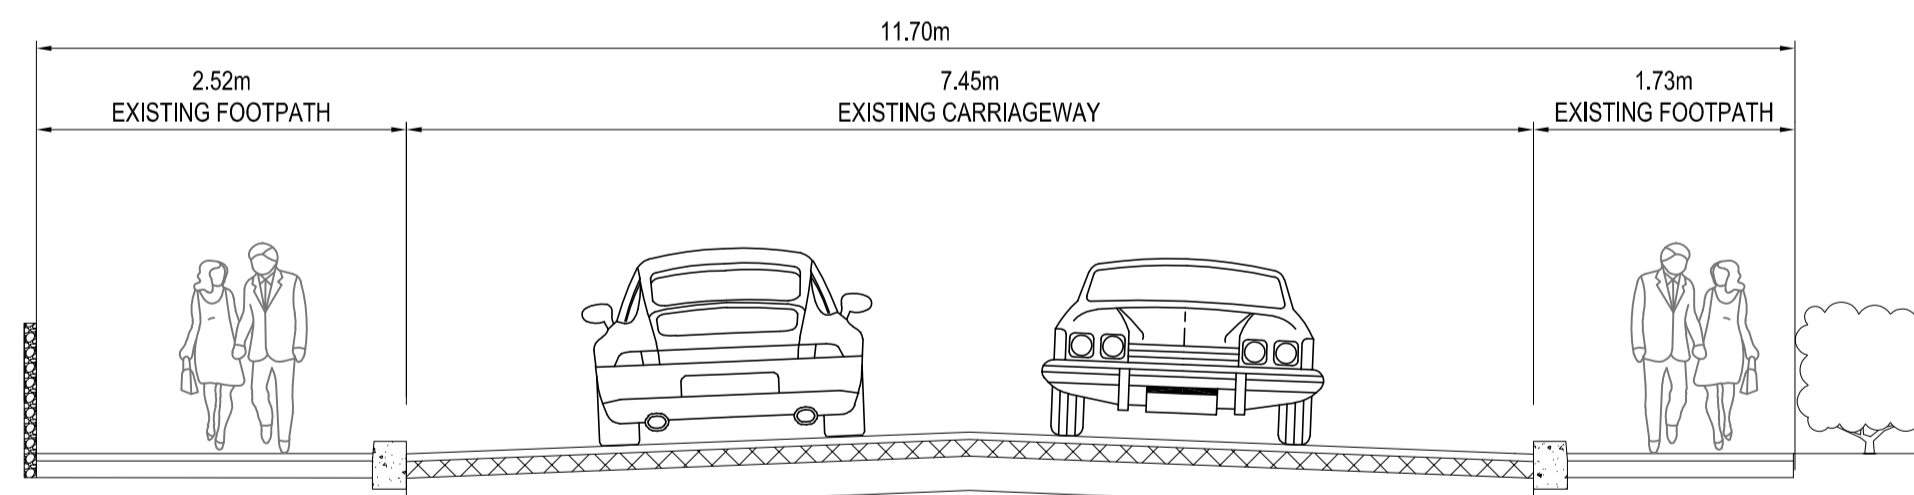 11.70m
2.52m
EXISTING FOOTPATH
7.45m
EXISTING CARRIAGEWAY
1.73m
EXISTING FOOTPATH